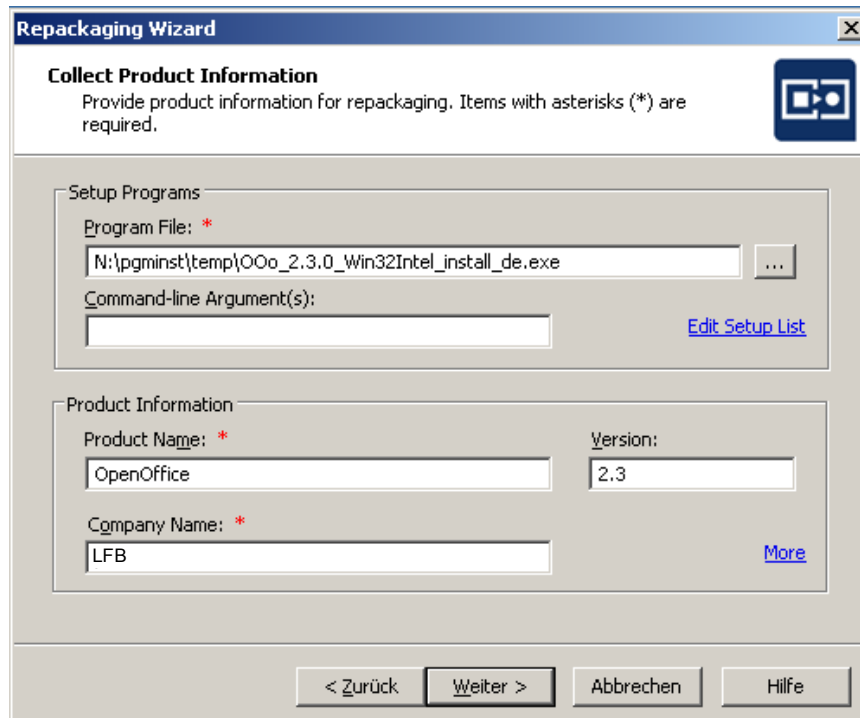 Repackaging Wizard
Collect Product Information
Provide product information for repackaging. Items with asterisks (*) are
required.
Setup Programs
Program File: *
N:\pgminst\temp\OOo_2.3.0_Win32Intel_install_de.exe
...
Command-line Argument(s):
Edit Setup List
Product Information
Product Name: *
Version:
OpenOffice
2.3
Company Name: *
LFB
More
< Zurück
Weiter >
Abbrechen
Hilfe